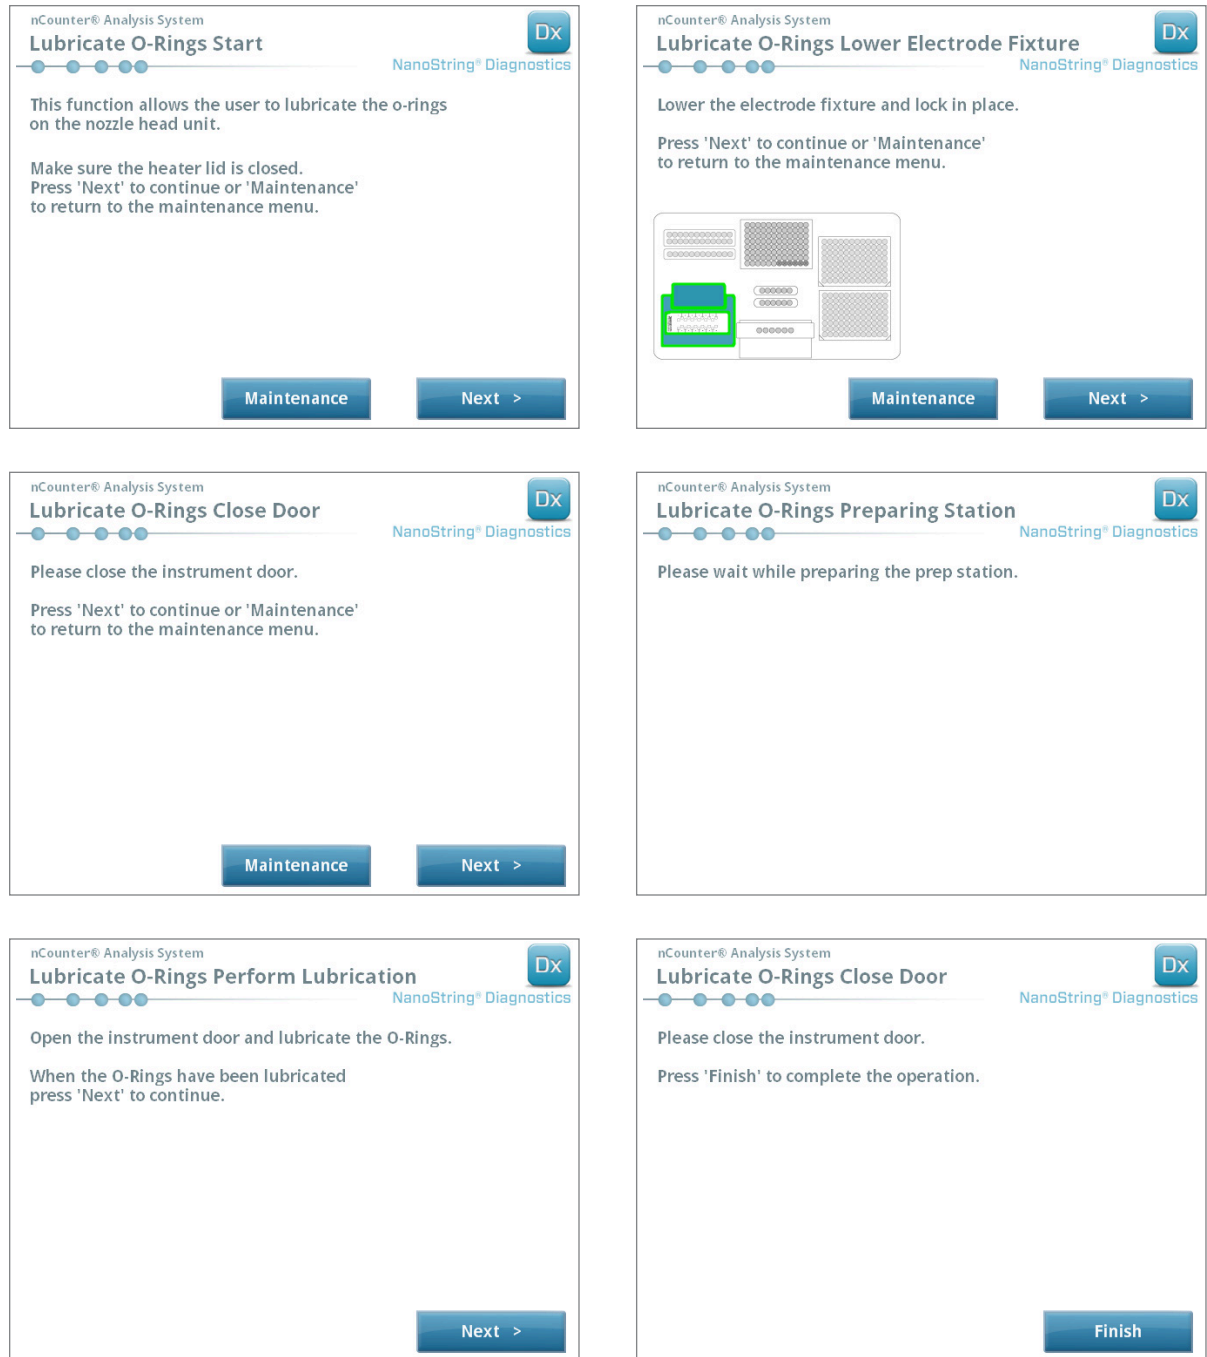 nCounter® Analysis System
Lubricate O-Rings Start
Dx
NanoString® Diagnostics
This function allows the user to lubricate the o-rings
on the nozzle head unit.
Make sure the heater lid is closed.
Press 'Next' to continue or 'Maintenance'
to return to the maintenance menu.
Maintenance
Next >
nCounter® Analysis System
Lubricate O-Rings Lower Electrode Fixture
Dx
NanoString® Diagnostics
Lower the electrode fixture and lock in place.
Press 'Next' to continue or 'Maintenance'
to return to the maintenance menu.
Maintenance
Next >
nCounter® Analysis System
Lubricate O-Rings Close Door
Dx
NanoString® Diagnostics
Please close the instrument door.
Press 'Next' to continue or 'Maintenance'
to return to the maintenance menu.
Maintenance
Next >
nCounter® Analysis System
Lubricate O-Rings Preparing Station
Dx
NanoString® Diagnostics
Please wait while preparing the prep station.
nCounter® Analysis System
Lubricate O-Rings Perform Lubrication
Dx
NanoString® Diagnostics
Open the instrument door and lubricate the O-Rings.
When the O-Rings have been lubricated
press 'Next' to continue.
Next >
nCounter® Analysis System
Lubricate O-Rings Close Door
Dx
NanoString® Diagnostics
Please close the instrument door.
Press 'Finish' to complete the operation.
Finish